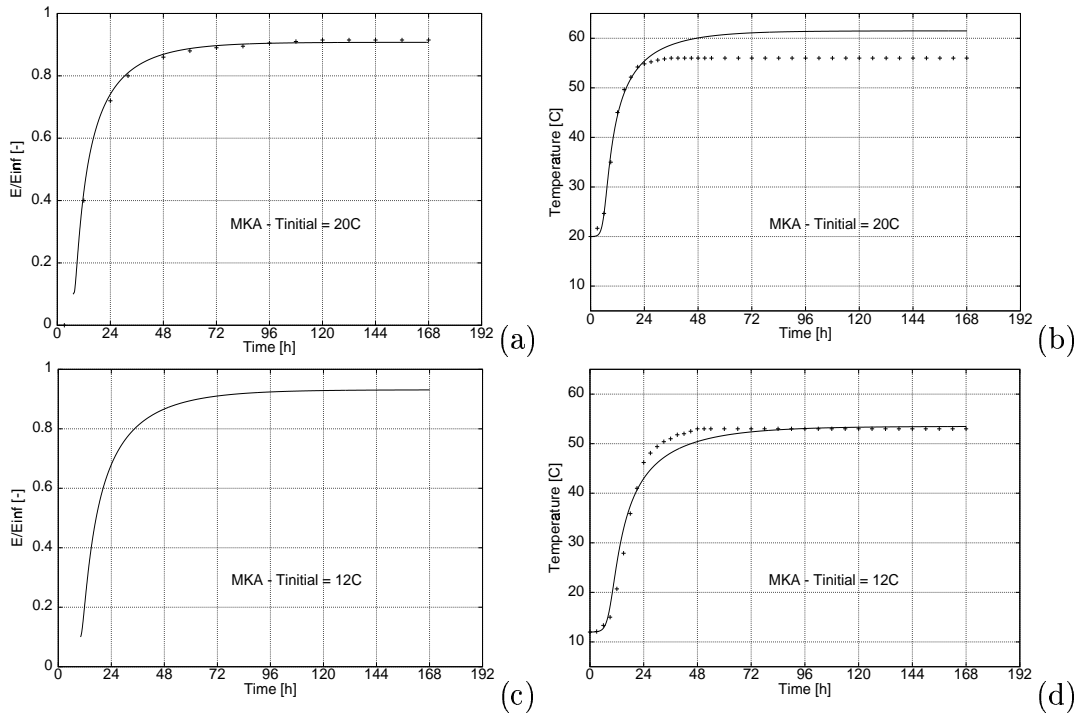 1
0.8
0.6
0.4
0.2
0
E/Einf [-]
MKA - Tinitial = 20C
0 24 48 72 96 120 144 168 192
Time [h]
(a)
60
50
40
30
20
10
Temperature [C]
MKA - Tinitial = 20C
0 24 48 72 96 120 144 168 192
Time [h]
(b)
1
0.8
0.6
0.4
0.2
0
E/Einf [-]
MKA - Tinitial = 12C
0 24 48 72 96 120 144 168 192
Time [h]
(c)
60
50
40
30
20
10
Temperature [C]
MKA - Tinitial = 12C
0 24 48 72 96 120 144 168 192
Time [h]
(d)